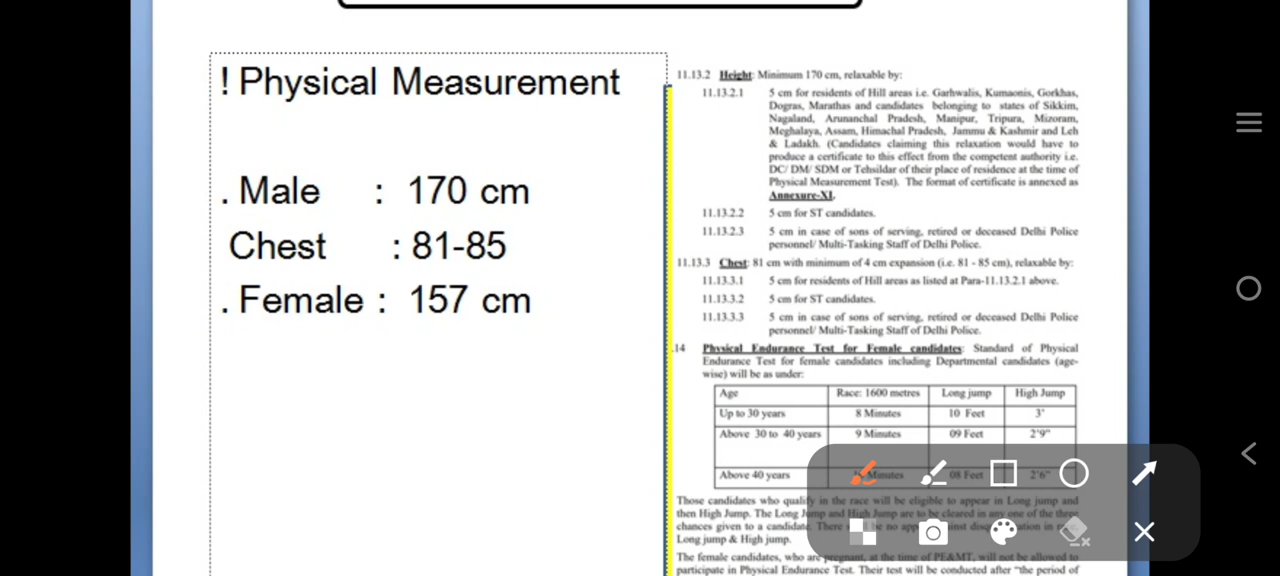 ! Physical Measurement
. Male : 170 cm
Chest : 81-85
. Female : 157 cm
11.13.2 Height: Minimum 170 cm, relaxable by:
11.13.2.1 5 cm for residents of Hill areas i.e. Garhwalis, Kumaonis, Gorkhas,
Dogras, Marathas and candidates belonging to states of Sikkim,
Nagaland, Arunanchal Pradesh, Manipur, Tripura, Mizoram,
Meghalaya, Assam, Himachal Pradesh, Jammu & Kashmir and Leh
& Ladakh. (Candidates claiming this relaxation would have to
produce a certificate to this effect from the competent authority i.e.
DC/ DM/ SDM or Tehsildar of their place of residence at the time of
Physical Measurement Test). The format of certificate is annexed as
Annexure-XI.
11.13.2.2 5 cm for ST candidates.
11.13.2.3 5 cm in case of sons of serving, retired or deceased Delhi Police
personnel/ Multi-Tasking Staff of Delhi Police.
11.13.3 Chest: 81 cm with minimum of 4 cm expansion (i.e. 81 - 85 cm), relaxable by:
11.13.3.1 5 cm for residents of Hill areas as listed at Para-11.13.2.1 above.
11.13.3.2 5 cm for ST candidates.
11.13.3.3 5 cm in case of sons of serving, retired or deceased Delhi Police
personnel/ Multi-Tasking Staff of Delhi Police.
.14 Physical Endurance Test for Female candidates: Standard of Physical
Endurance Test for female candidates including Departmental candidates (age-
wise) will be as under:
Age Race: 1600 metres Long jump High Jump
Up to 30 years 8 Minutes 10 Feet 3'
Above 30 to 40 years 9 Minutes 09 Feet 2'9"
Above 40 years Minutes 08 Feet 2'6"
Those candidates who qualify in the race will be eligible to appear in Long jump and
then High Jump. The Long Jump and High Jump are to be cleared in any one of the three
chances given to a candidate. There be no in
Long jump & High jump.
The female candidates, who are pregnant, at the time of PE&MT, will not be allowed to
participate in Physical Endurance Test. Their test will be conducted after "the period of